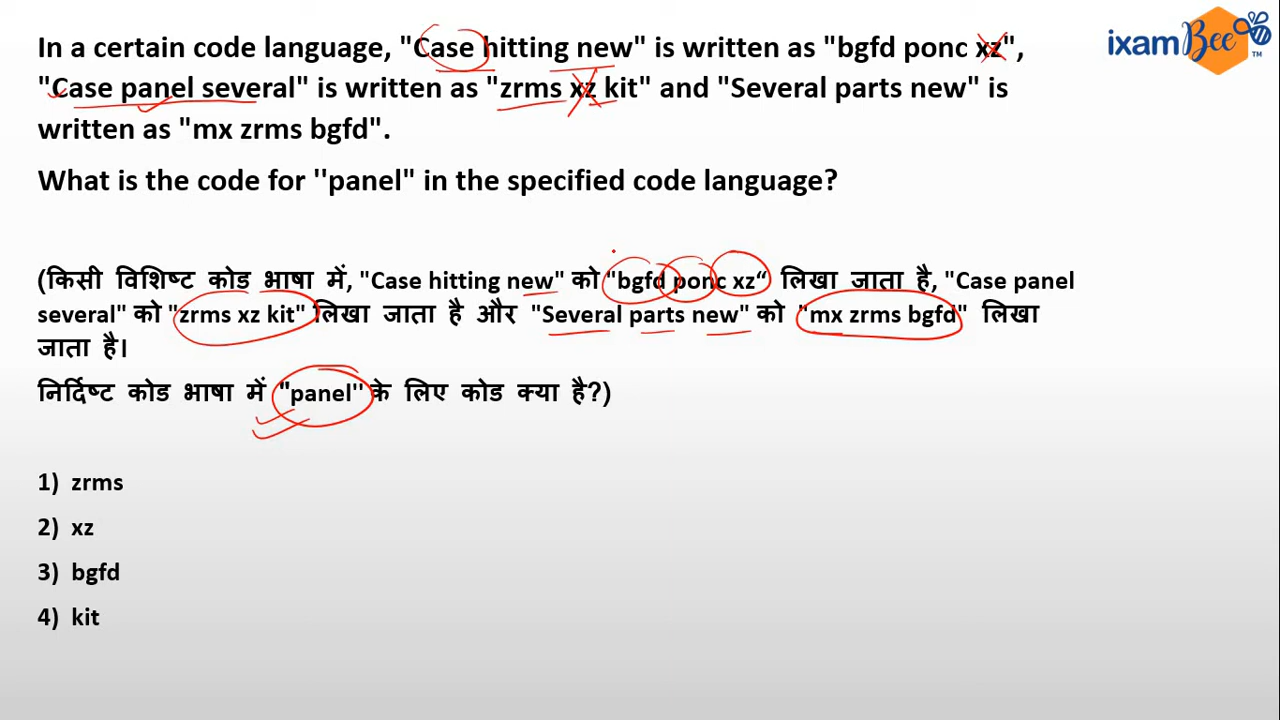 In a certain code language, "Case hitting new" is written as "bgfd ponc xz",
"Case panel several" is written as "zrms xz kit" and "Several parts new" is
written as "mx zrms bgfd".
What is the code for ''panel" in the specified code language?
(किसी विशिष्ट कोड भाषा में, "Case hitting new" को "bgfd ponc xz“ लिखा जाता है, "Case panel
several" को "zrms xz kit" लिखा जाता है और "Several parts new" को "mx zrms bgfd" लिखा
जाता है।
निर्दिष्ट कोड भाषा में "panel'' के लिए कोड क्या है?)
1) zrms
2) xz
3) bgfd
4) kit
ixamBee™